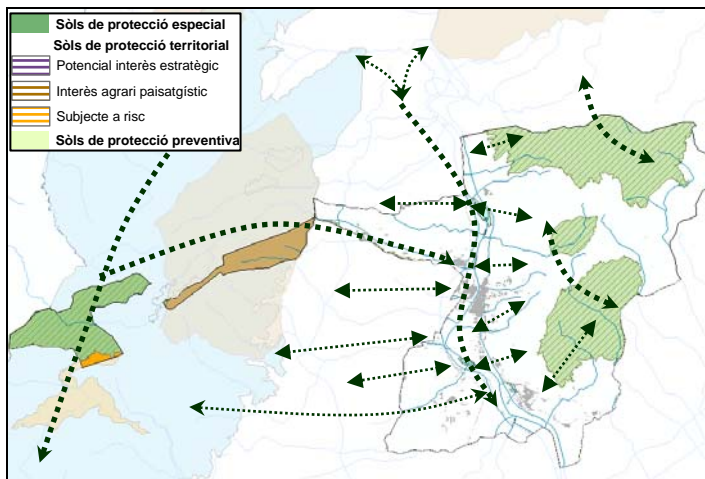 Sòls de protecció especial
Sòls de protecció territorial
Potencial interès estratègic
Interès agrari paisatgístic
Subjecte a risc
Sòls de protecció preventiva